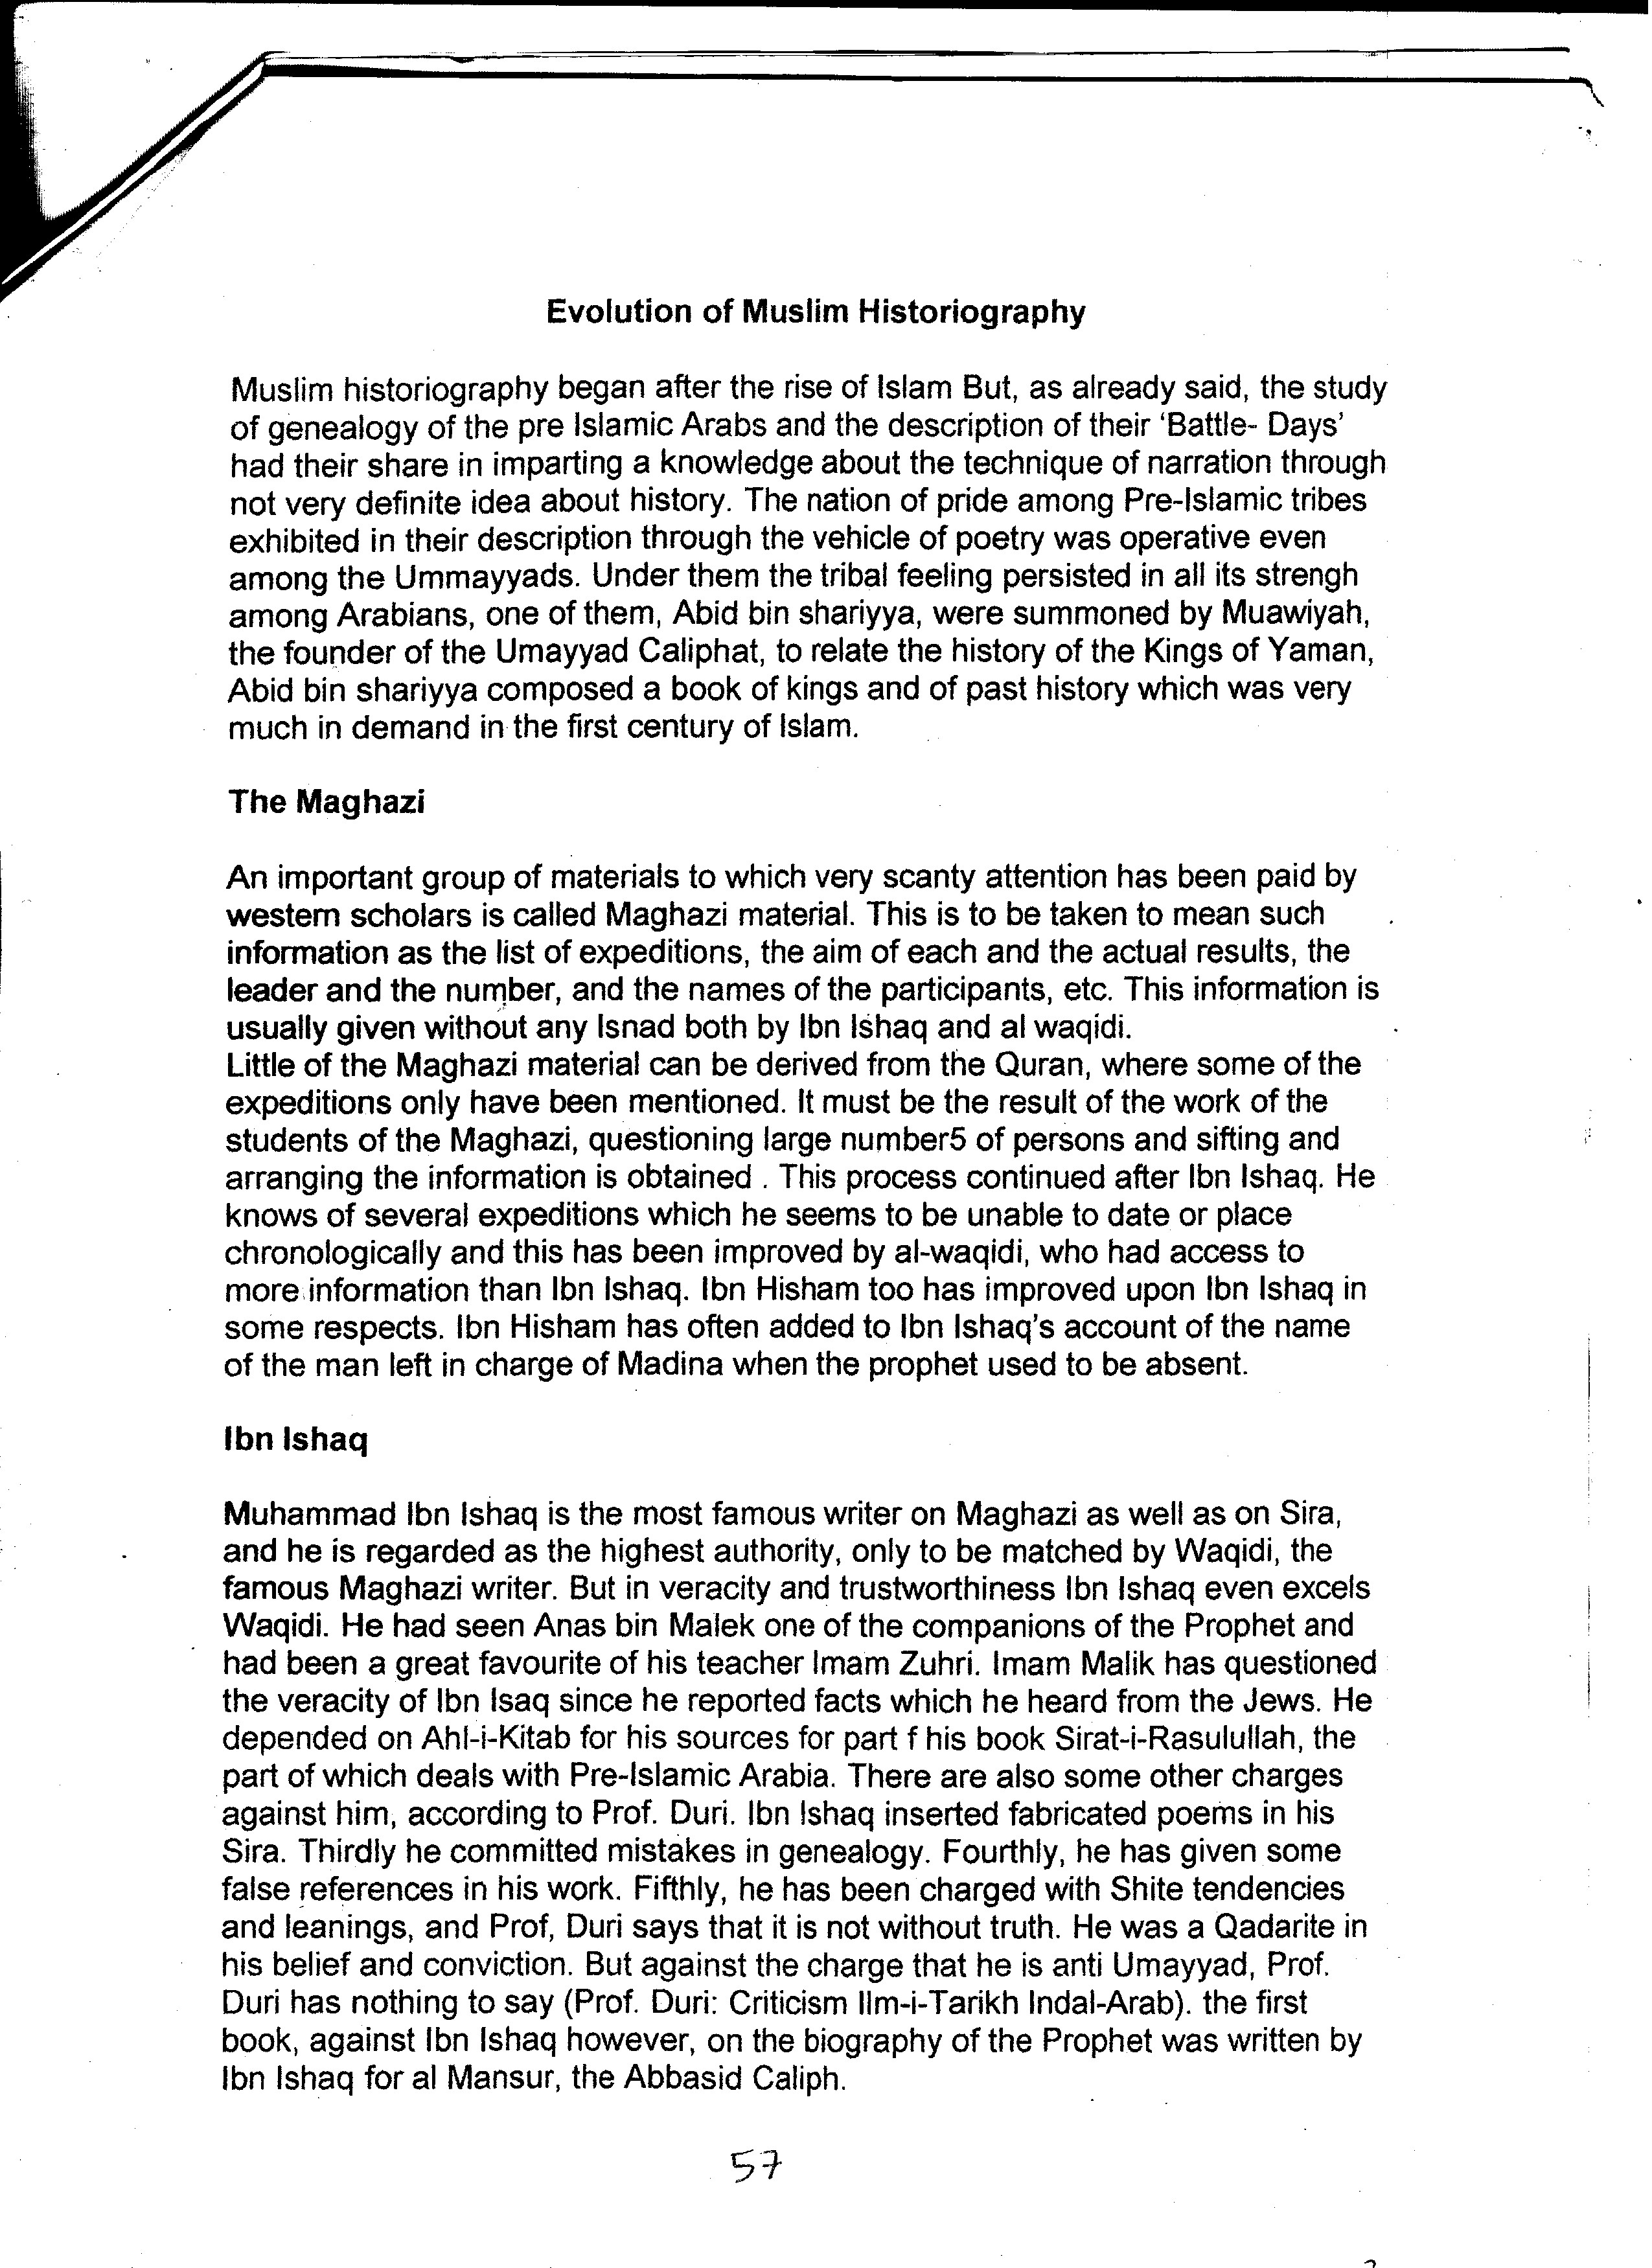 Evolution of Muslim Historiography
Muslim historiography began after the rise of Islam But, as already said, the study
of genealogy of the pre Islamic Arabs and the description of their ‘Battle- Days’
had their share in imparting a knowledge about the technique of narration through
not very definite idea about history. The nation of pride among Pre-Islamic tribes
exhibited in their description through the vehicle of poetry was operative even
among the Ummayyads. Under them the tribal feeling persisted in all its strengh
among Arabians, one of them, Abid bin shariyya, were summoned by Muawiyah,
the founder of the Umayyad Caliphat, to relate the history of the Kings of Yaman,
Abid bin shariyya composed a book of kings and of past history which was very
much in demand in the first century of Islam.
The Maghazi
An important group of materials to which very scanty attention has been paid by
western scholars is called Maghazi material. This is to be taken to mean such
information as the list of expeditions, the aim of each and the actual results, the
leader and the number, and the names of the participants, etc. This information is
usually given without any Isnad both by Ibn Ishaq and al waqidi.
Little of the Maghazi material can be derived from the Quran, where some of the
expeditions only have been mentioned. It must be the result of the work of the
students of the Maghazi, questioning large number5 of persons and sifting and
arranging the information is obtained . This process continued after Ibn Ishaq. He
knows of several expeditions which he seems to be unable to date or place
chronologically and this has been improved by al-waqidi, who had access to
more information than Ibn Ishaq. Ibn Hisham too has improved upon Ibn Ishaq in
some respects. Ibn Hisham has often added to Ibn Ishaq's account of the name
of the man left in charge of Madina when the prophet used to be absent.
Ibn Ishaq
Muhammad Ibn Ishaq is the most famous writer on Maghazi as well as on Sira,
and he is regarded as the highest authority, only to be matched by Waqidi, the
famous Maghazi writer. But in veracity and trustworthiness Ibn Ishaq even excels
Waqidi. He had seen Anas bin Malek one of the companions of the Prophet and
had been a great favourite of his teacher Imam Zuhri. Imam Malik has questioned
the veracity of Ibn Isaq since he reported facts which he heard from the Jews. He
depended on Ahl-i-Kitab for his sources for part f his book Sirat-i-Rasulullah, the
part of which deals with Pre-Islamic Arabia. There are also some other charges
against him, according to Prof. Duri. Ibn Ishaq inserted fabricated poems in his
Sira. Thirdly he committed mistakes in genealogy. Fourthly, he has given some
false references in his work. Fifthly, he has been charged with Shite tendencies
and leanings, and Prof, Duri says that it is not without truth. He was a Qadarite in
his belief and conviction. But against the charge that he is anti Umayyad, Prof.
Duri has nothing to say (Prof. Duri: Criticism Ilm-i-Tarikh Indal-Arab). the first
book, against Ibn Ishaq however, on the biography of the Prophet was written by
Ibn Ishaq for al Mansur, the Abbasid Caliph.
57